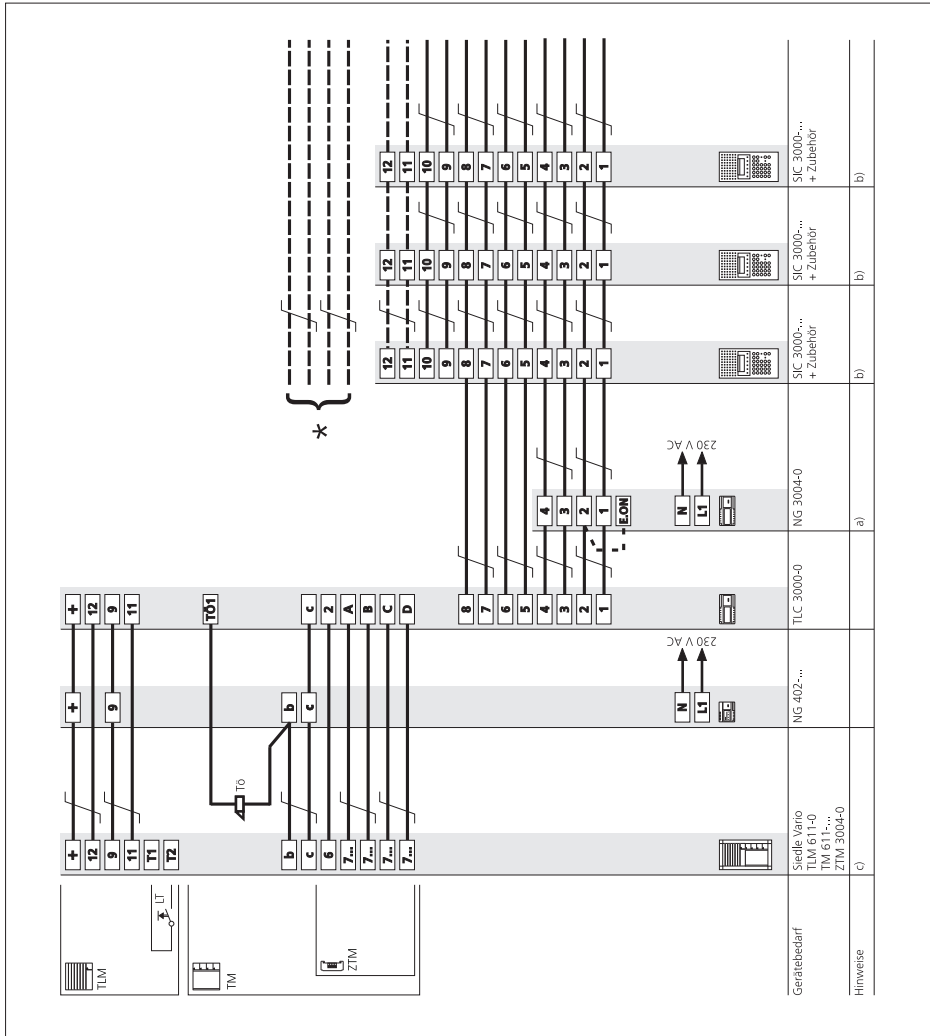 + + +
TLM
12 12
9 9 9
11 11
T1
LT
T2
TÖ1
TM
Tö
b b
*
c c c
6 2
ZTM
7... A
7... B
7... C 12 12 12
7... D 11 11 11
10 10 10
9 9 9
8 8 8 8
7 7 7 7
6 6 6 6
5 5 5 5
4 4 4 4 4
3 3 3 3 3
2 2 2 2 2
1 1 1 1 1
E.ON
N N
230 V AC 230 V AC
L1 L1
Gerätebedarf
Siedle Vario
TLM 611-0
TM 611-...
ZTM 3004-0
NG 402-...
TLC 3000-0
NG 3004-0
SIC 3000-...
+ Zubehör
SIC 3000-...
+ Zubehör
SIC 3000-...
+ Zubehör
Hinweise c) a) b) b) b)